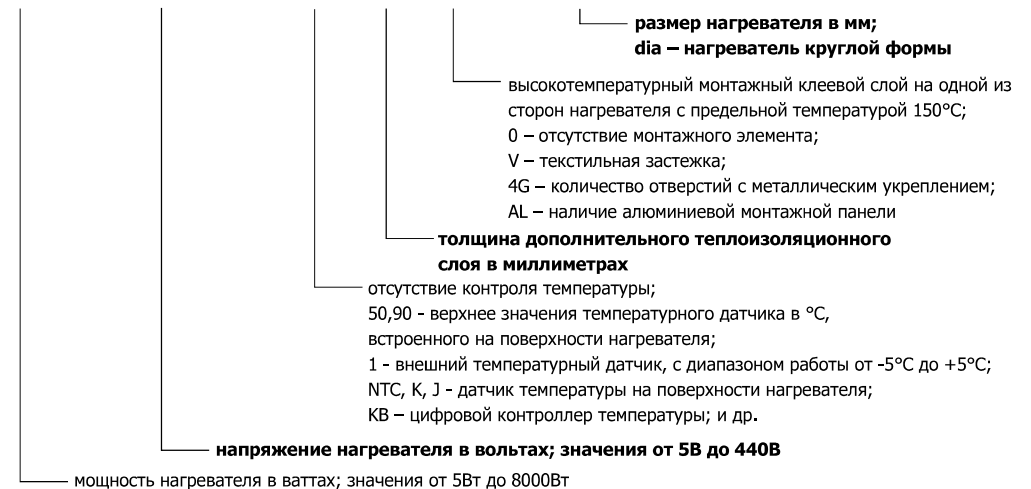 размер нагревателя в мм;
dia – нагреватель круглой формы
высокотемпературный монтажный клеевой слой на одной из
сторон нагревателя с предельной температурой 150°C;
0 – отсутствие монтажного элемента;
V – текстильная застежка;
4G – количество отверстий с металлическим укреплением;
AL – наличие алюминиевой монтажной панели
толщина дополнительного теплоизоляционного
слоя в миллиметрах
отсутствие контроля температуры;
50,90 - верхнее значения температурного датчика в °C,
встроенного на поверхности нагревателя;
1 - внешний температурный датчик, с диапазоном работы от -5°C до +5°C;
NTC, K, J - датчик температуры на поверхности нагревателя;
KB – цифровой контроллер температуры; и др.
напряжение нагревателя в вольтах; значения от 5В до 440В
мощность нагревателя в ваттах; значения от 5Вт до 8000Вт